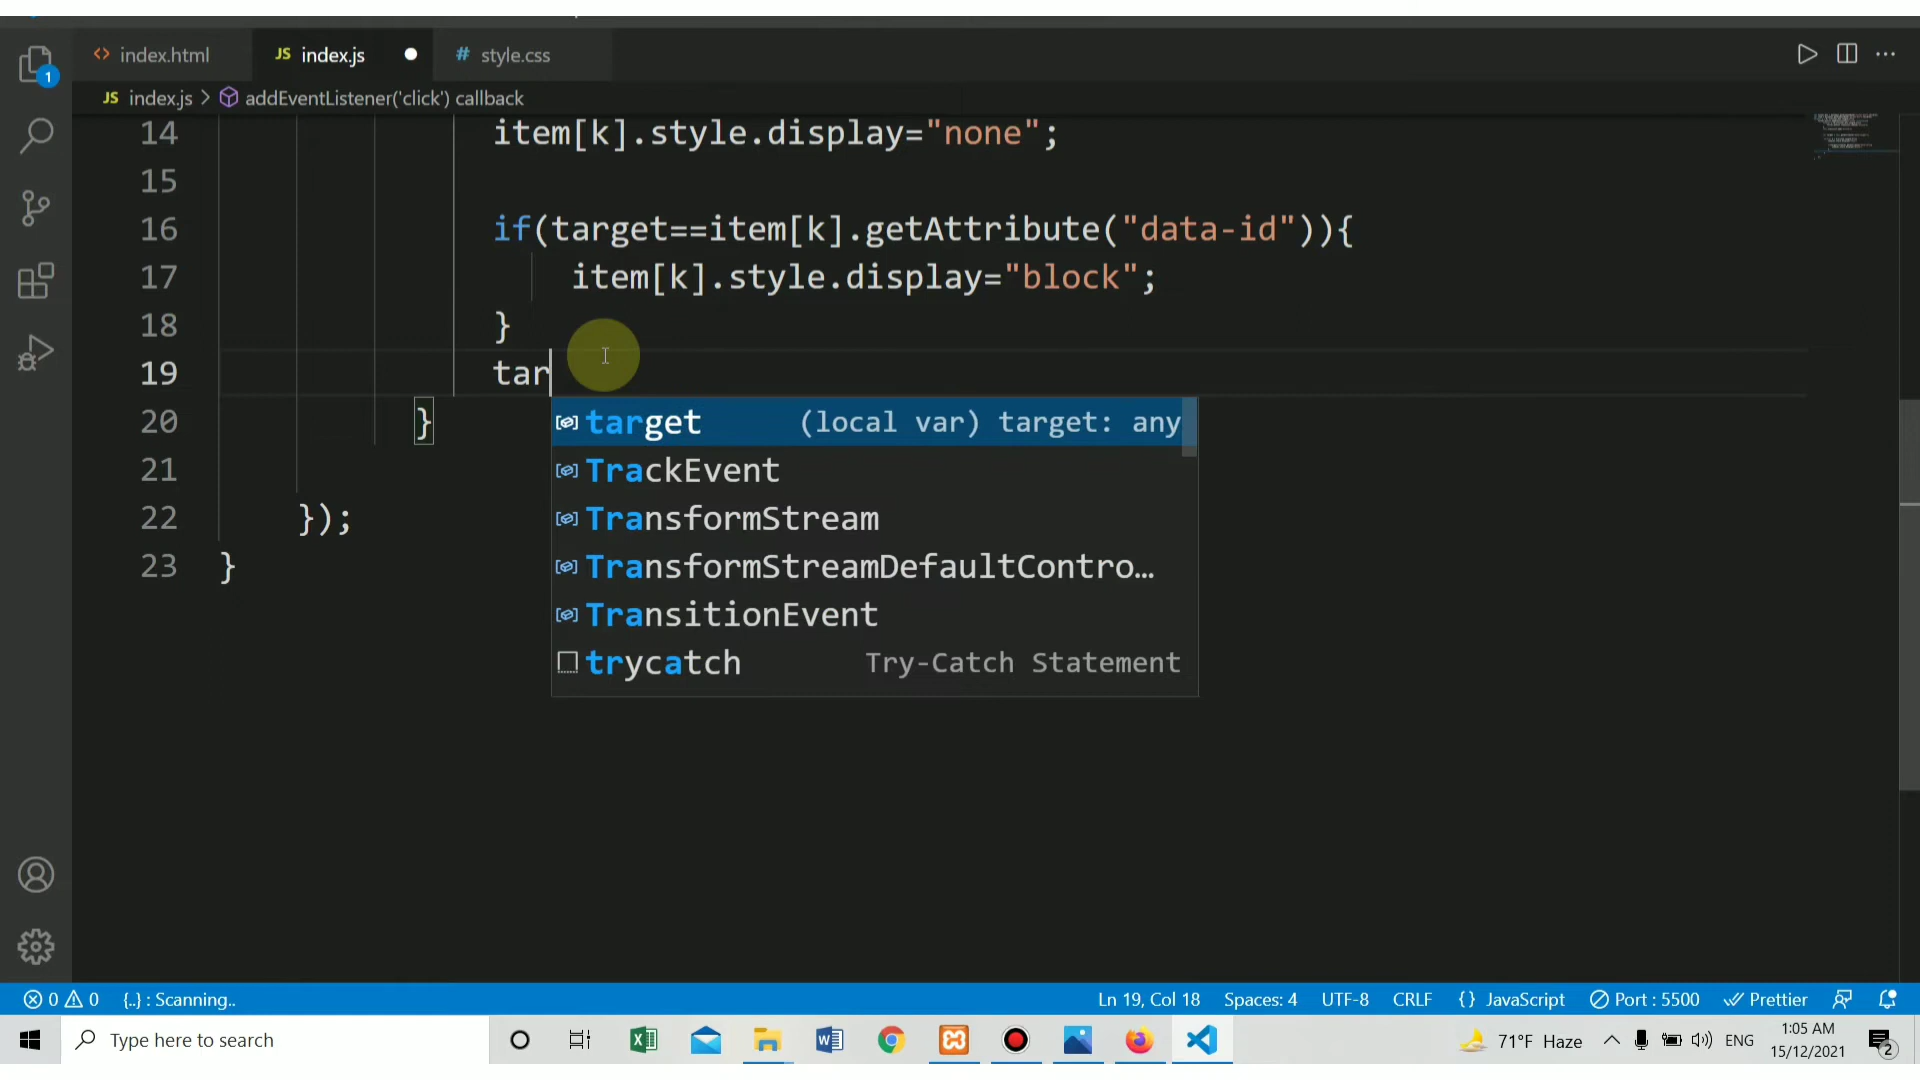 index.html
JS index.js
# style.css
1
JS index.js > addEventListener('click') callback
14 item[k].style.display="none";
15
16 if(target==item[k].getAttribute("data-id")){
17 item[k].style.display="block";
18 }
19 tar
target (local var) target: any
TrackEvent
TransformStream
TransformStreamDefaultContro…
TransitionEvent
trycatch Try-Catch Statement
20 }
21
22 });
23 }
0 0 {..} : Scanning.. Ln 19, Col 18 Spaces: 4 UTF-8 CRLF {} JavaScript Port : 5500 Prettier
Type here to search
71°F Haze ENG
1:05 AM
15/12/2021
2